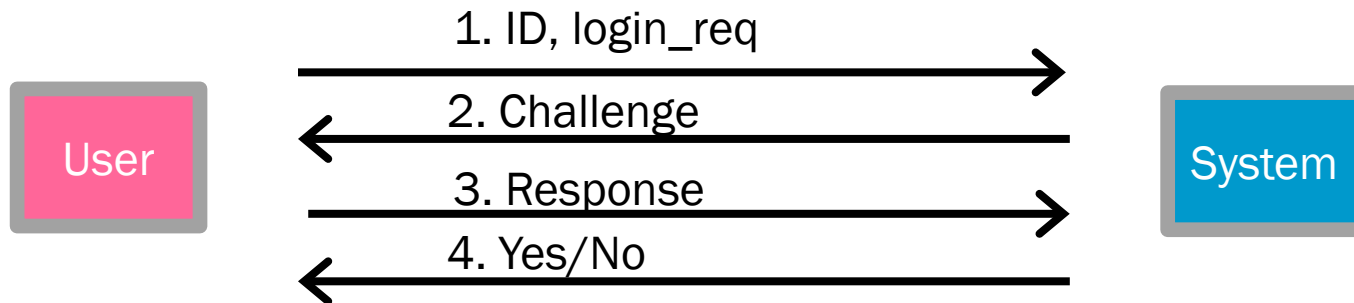 1. ID, login_req
2. Challenge
User
System
3. Response
4. Yes/No